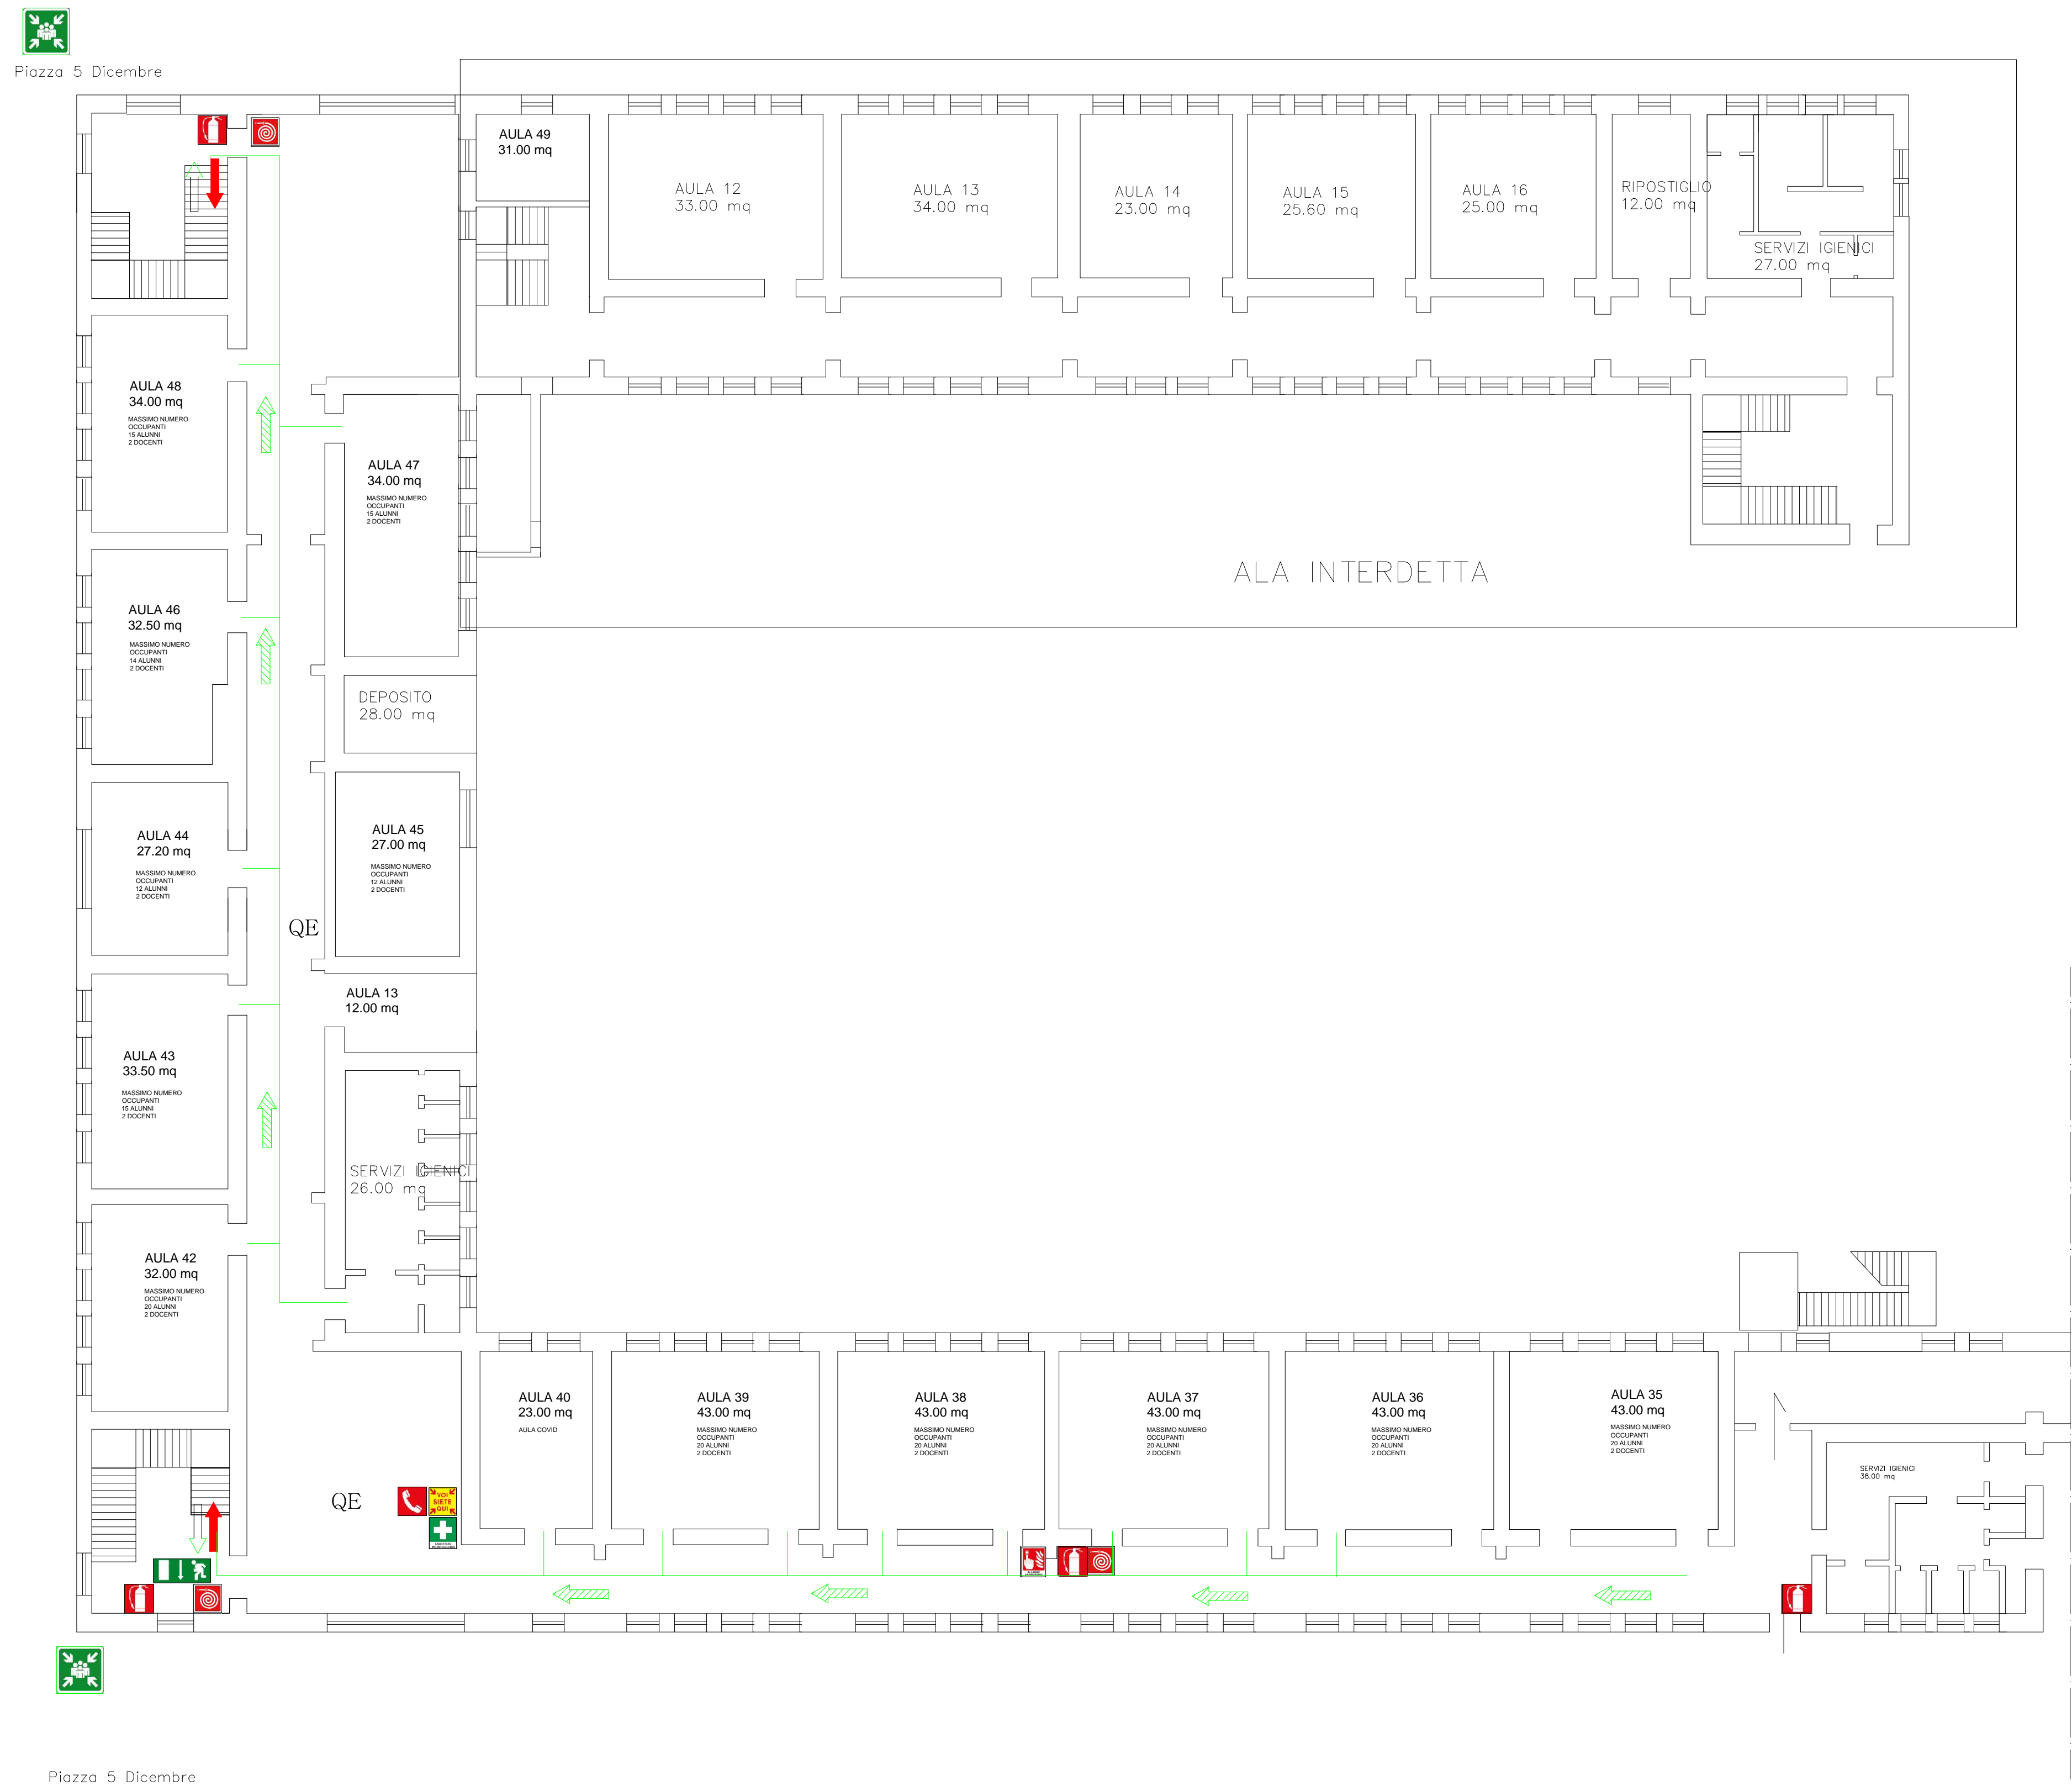 Piazza 5 Dicembre
AULA 49
31.00 mq
AULA 12
33.00 mq
AULA 13
34.00 mq
AULA 14
23.00 mq
AULA 15
25.60 mq
AULA 16
25.00 mq
RIPOSTIGLIO
12.00 mq
SERVIZI IGIENICI
27.00 mq
AULA 48
34.00 mq
MASSIMO NUMERO
OCCUPANTI
15 ALUNNI
2 DOCENTI
AULA 47
34.00 mq
MASSIMO NUMERO
OCCUPANTI
15 ALUNNI
2 DOCENTI
ALA INTERDETTA
AULA 46
32.50 mq
MASSIMO NUMERO
OCCUPANTI
14 ALUNNI
2 DOCENTI
DEPOSITO
28.00 mq
AULA 44
27.20 mq
MASSIMO NUMERO
OCCUPANTI
12 ALUNNI
2 DOCENTI
AULA 45
27.00 mq
MASSIMO NUMERO
OCCUPANTI
12 ALUNNI
2 DOCENTI
QE
AULA 13
12.00 mq
AULA 43
33.50 mq
MASSIMO NUMERO
OCCUPANTI
15 ALUNNI
2 DOCENTI
SERVIZI IGIENICI
26.00 mq
AULA 42
32.00 mq
MASSIMO NUMERO
OCCUPANTI
20 ALUNNI
2 DOCENTI
AULA 40
23.00 mq
AULA COVID
AULA 39
43.00 mq
MASSIMO NUMERO
OCCUPANTI
20 ALUNNI
2 DOCENTI
AULA 38
43.00 mq
MASSIMO NUMERO
OCCUPANTI
20 ALUNNI
2 DOCENTI
AULA 37
43.00 mq
MASSIMO NUMERO
OCCUPANTI
20 ALUNNI
2 DOCENTI
AULA 36
43.00 mq
MASSIMO NUMERO
OCCUPANTI
20 ALUNNI
2 DOCENTI
AULA 35
43.00 mq
MASSIMO NUMERO
OCCUPANTI
20 ALUNNI
2 DOCENTI
SERVIZI IGIENICI
38.00 mq
QE
VOI
SIETE
QUI
Piazza 5 Dicembre